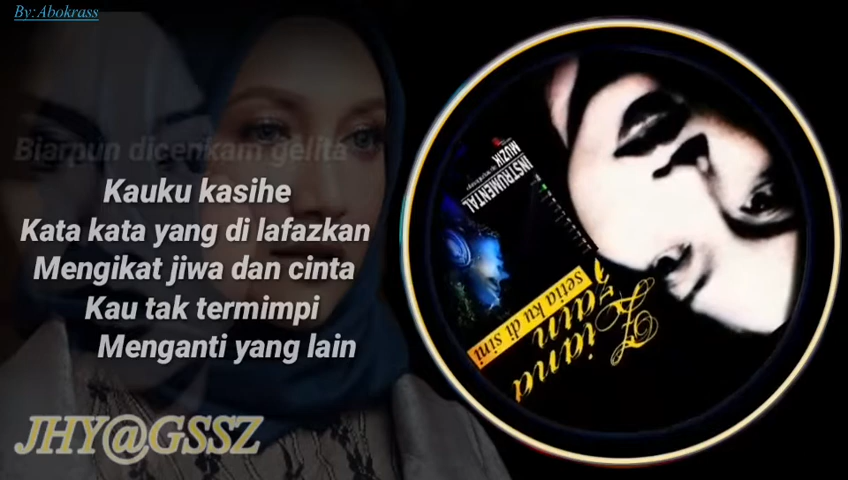 By:Abokrass
Biarpun dicenkam gelita
Kauku kasihe
Kata kata yang di lafazkan
Mengikat jiwa dan cinta
Kau tak termimpi
Menganti yang lain
JHY@GSSZ
INSTRUMENTAL
MUZIK
Ziana
Zain
setia ku di sini